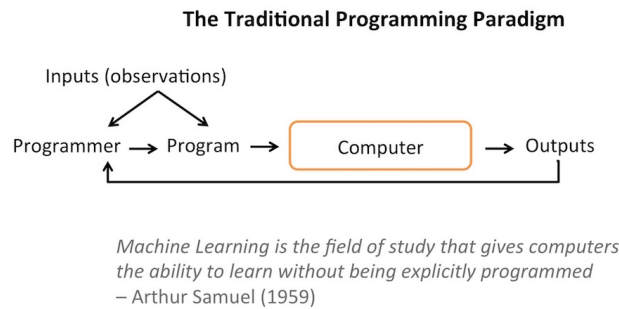 The Traditional Programming Paradigm
Inputs (observations)
Programmer
Program
Computer
Outputs
Machine Learning is the field of study that gives computers
the ability to learn without being explicitly programmed
– Arthur Samuel (1959)